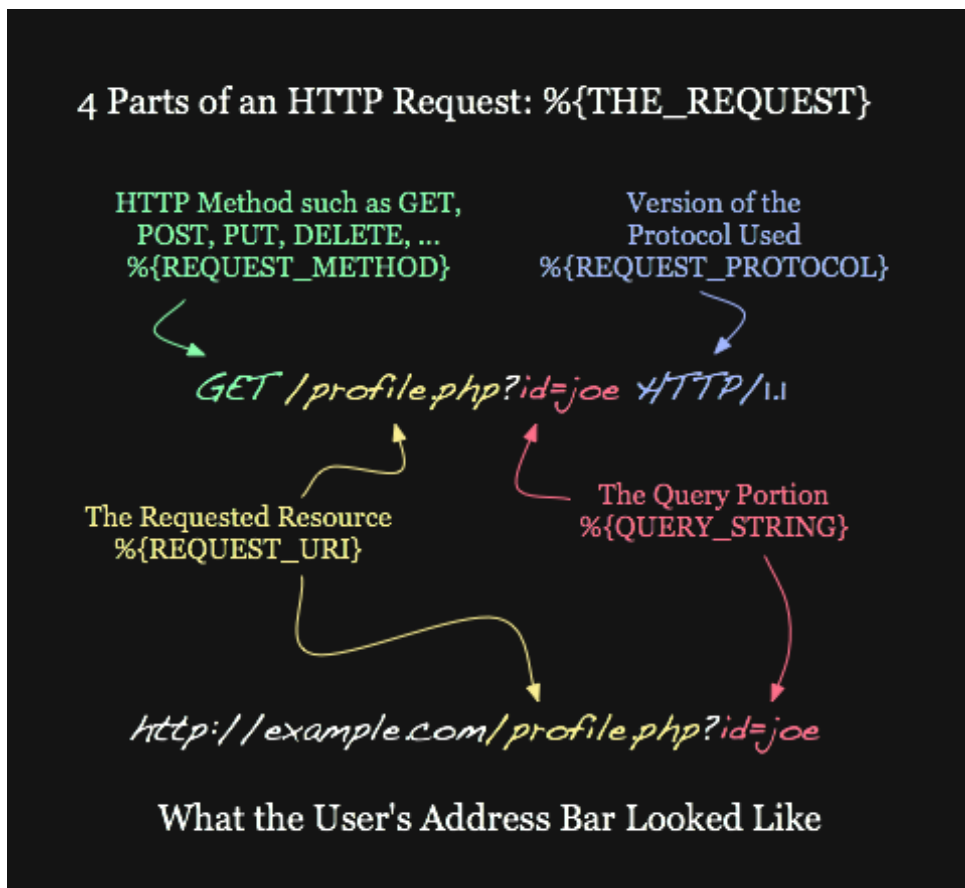 4 Parts of an HTTP Request: %{THE_REQUEST}
HTTP Method such as GET,
POST, PUT, DELETE, ...
%{REQUEST_METHOD}
Version of the
Protocol Used
%{REQUEST_PROTOCOL}
GET /profile.php?id=joe HTTP/1.1
The Requested Resource
%{REQUEST_URI}
The Query Portion
%{QUERY_STRING}
http://example.com/profile.php?id=joe
What the User's Address Bar Looked Like